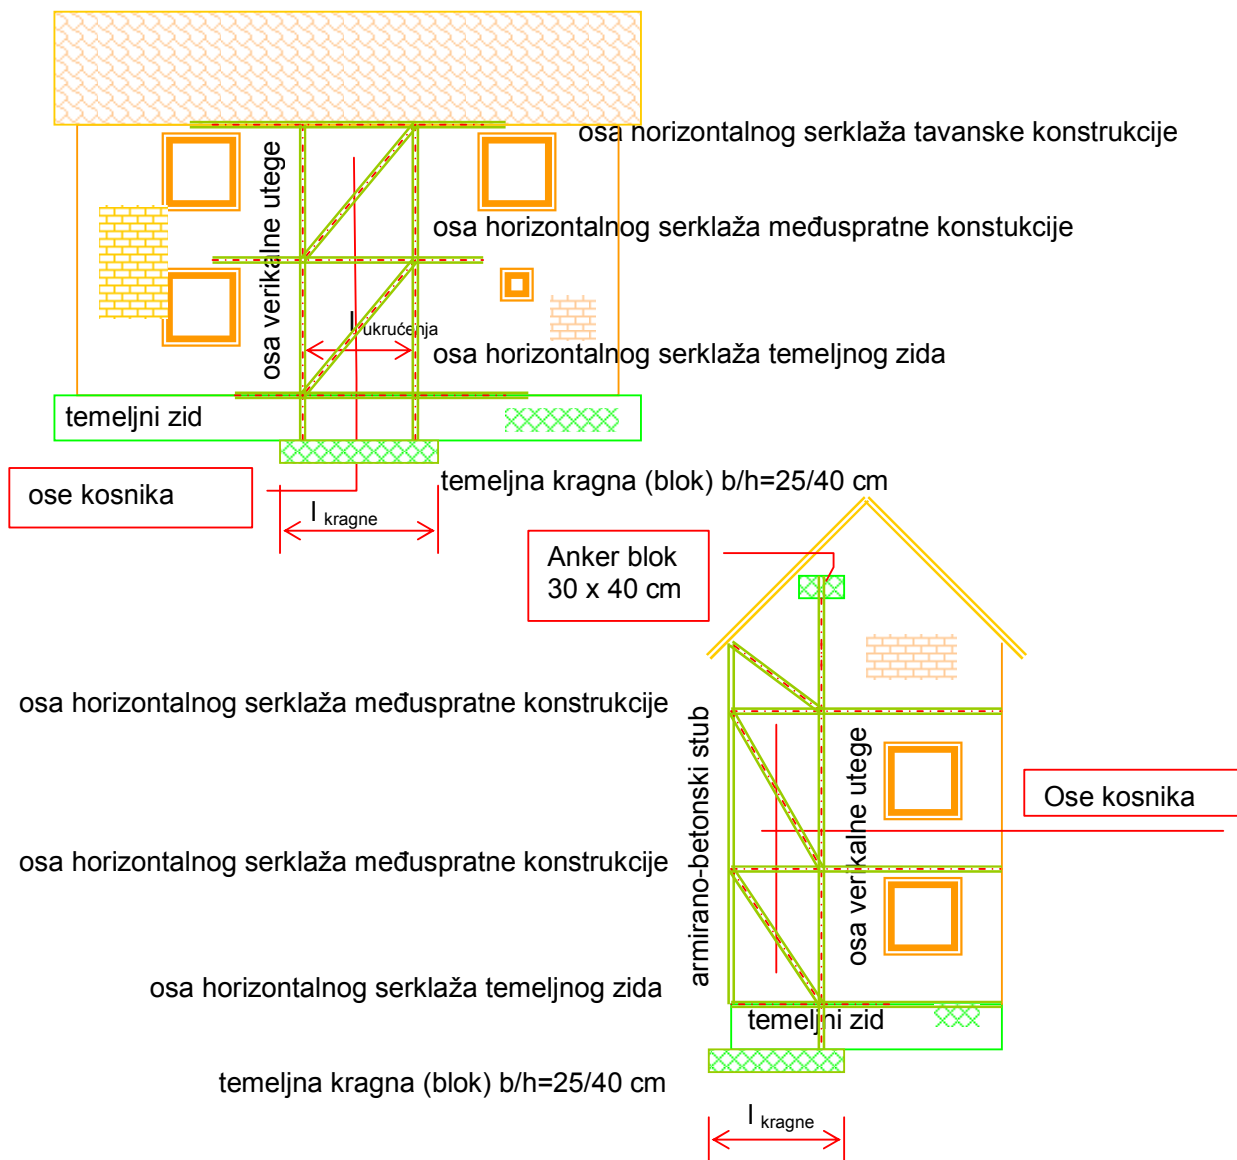 osa horizontalnog serklaža tavanske konstrukcije
osa verikalne utege
osa horizontalnog serklaža međuspratne konstukcije
l ukrućenja
osa horizontalnog serklaža temeljnog zida
temeljni zid
temeljna kragna (blok) b/h=25/40 cm
ose kosnika
l kragne
Anker blok
30 x 40 cm
osa horizontalnog serklaža međuspratne konstrukcije
armirano-betonski stub
osa verikalne utege
Ose kosnika
osa horizontalnog serklaža međuspratne konstrukcije
osa horizontalnog serklaža temeljnog zida
temeljni zid
temeljna kragna (blok) b/h=25/40 cm
l kragne